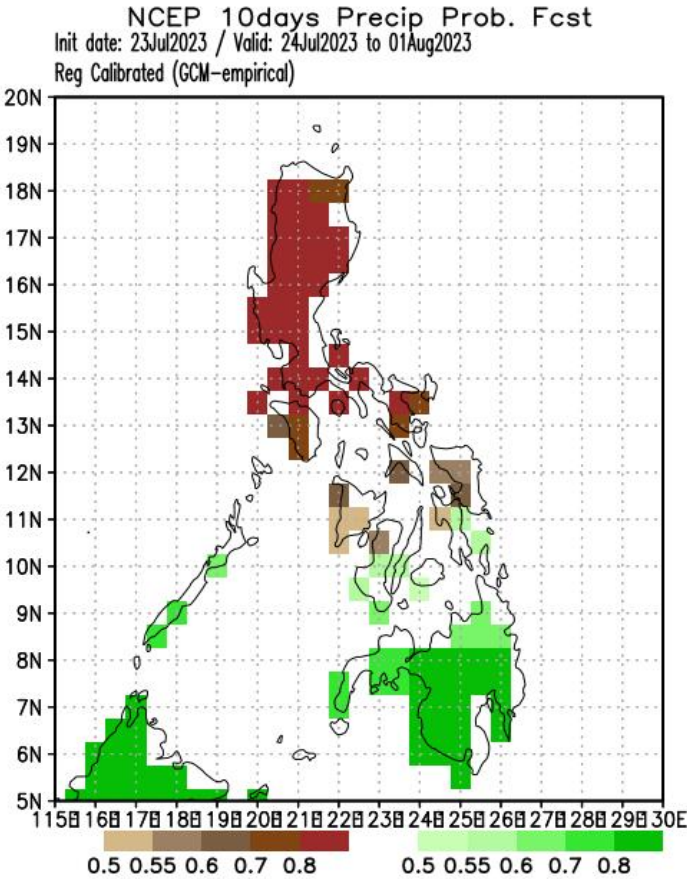 NCEP 10days Precip Prob. Fcst
Init date: 23Jul2023 / Valid: 24Jul2023 to 01Aug2023
Reg Calibrated (GCM-empirical)
20N
19N
18N
17N
16N
15N
14N
13N
12N
11N
10N
9N
8N
7N
6N
5N
115E 116E 117E 118E 119E 120E 121E 122E 123E 124E 125E 126E 127E 128E 129E 130E
0.5 0.55 0.6 0.7 0.8 0.5 0.55 0.6 0.7 0.8